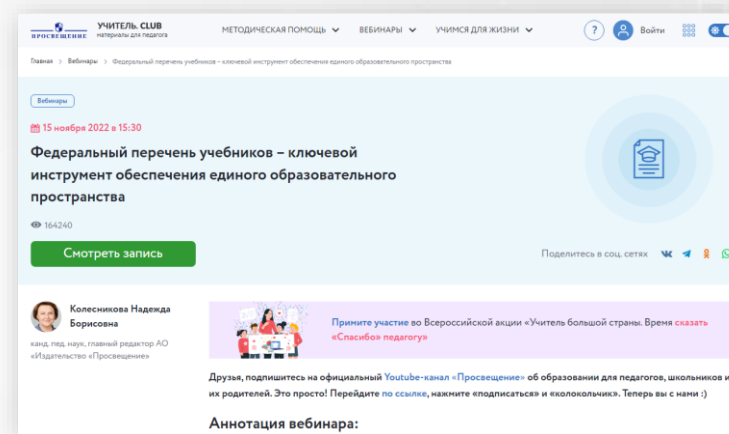 ПРОСВЕЩЕНИЕ
УЧИТЕЛЬ. CLUB
материалы для педагога
МЕТОДИЧЕСКАЯ ПОМОЩЬ
ВЕБИНАРЫ
УЧИМСЯ ДЛЯ ЖИЗНИ
?
Войти
Главная > Вебинары > Федеральный перечень учебников – ключевой инструмент обеспечения единого образовательного пространства
Вебинары
15 ноября 2022 в 15:30
Федеральный перечень учебников – ключевой
инструмент обеспечения единого образовательного
пространства
164240
Смотреть запись
Поделитесь в соц. сетях
Колесникова Надежда
Борисовна
канд. пед. наук, главный редактор АО
«Издательство «Просвещение»
Примите участие во Всероссийской акции «Учитель большой страны. Время сказать
«Спасибо» педагогу»
Друзья, подпишитесь на официальный Youtube-канал «Просвещение» об образовании для педагогов, школьников и
их родителей. Это просто! Перейдите по ссылке, нажмите «подписаться» и «колокольчик». Теперь вы с нами :)
Аннотация вебинара: